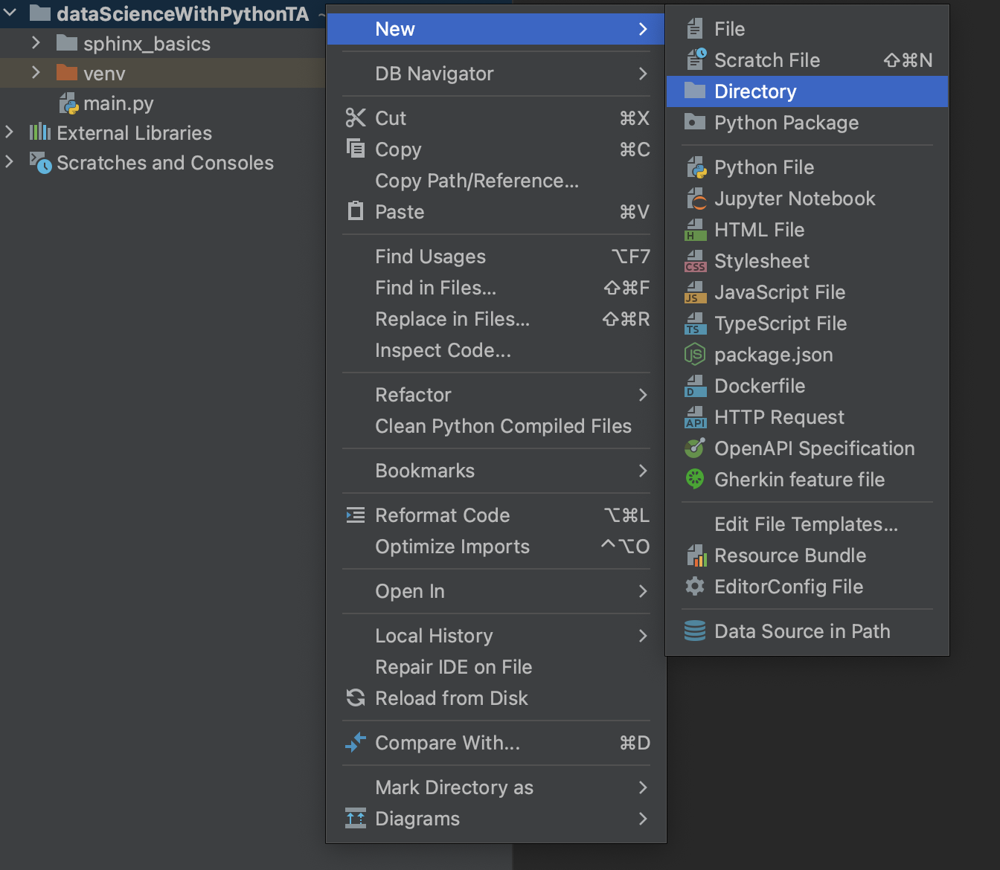 dataScienceWithPythonTA ~
sphinx_basics
venv
main.py
External Libraries
Scratches and Consoles
New
DB Navigator
Cut ⌘X
Copy ⌘C
Copy Path/Reference...
Paste ⌘V
Find Usages ⌥F7
Find in Files... ⇧⌘F
Replace in Files... ⇧⌘R
Inspect Code...
Refactor
Clean Python Compiled Files
Bookmarks
Reformat Code ⌥⌘L
Optimize Imports ^⌥O
Open In
Local History
Repair IDE on File
Reload from Disk
Compare With... ⌘D
Mark Directory as
Diagrams
File
Scratch File ⇧⌘N
Directory
Python Package
Python File
Jupyter Notebook
H HTML File
CSS Stylesheet
JS JavaScript File
TS TypeScript File
JS package.json
D Dockerfile
API HTTP Request
OpenAPI Specification
Gherkin feature file
Edit File Templates...
Resource Bundle
EditorConfig File
Data Source in Path